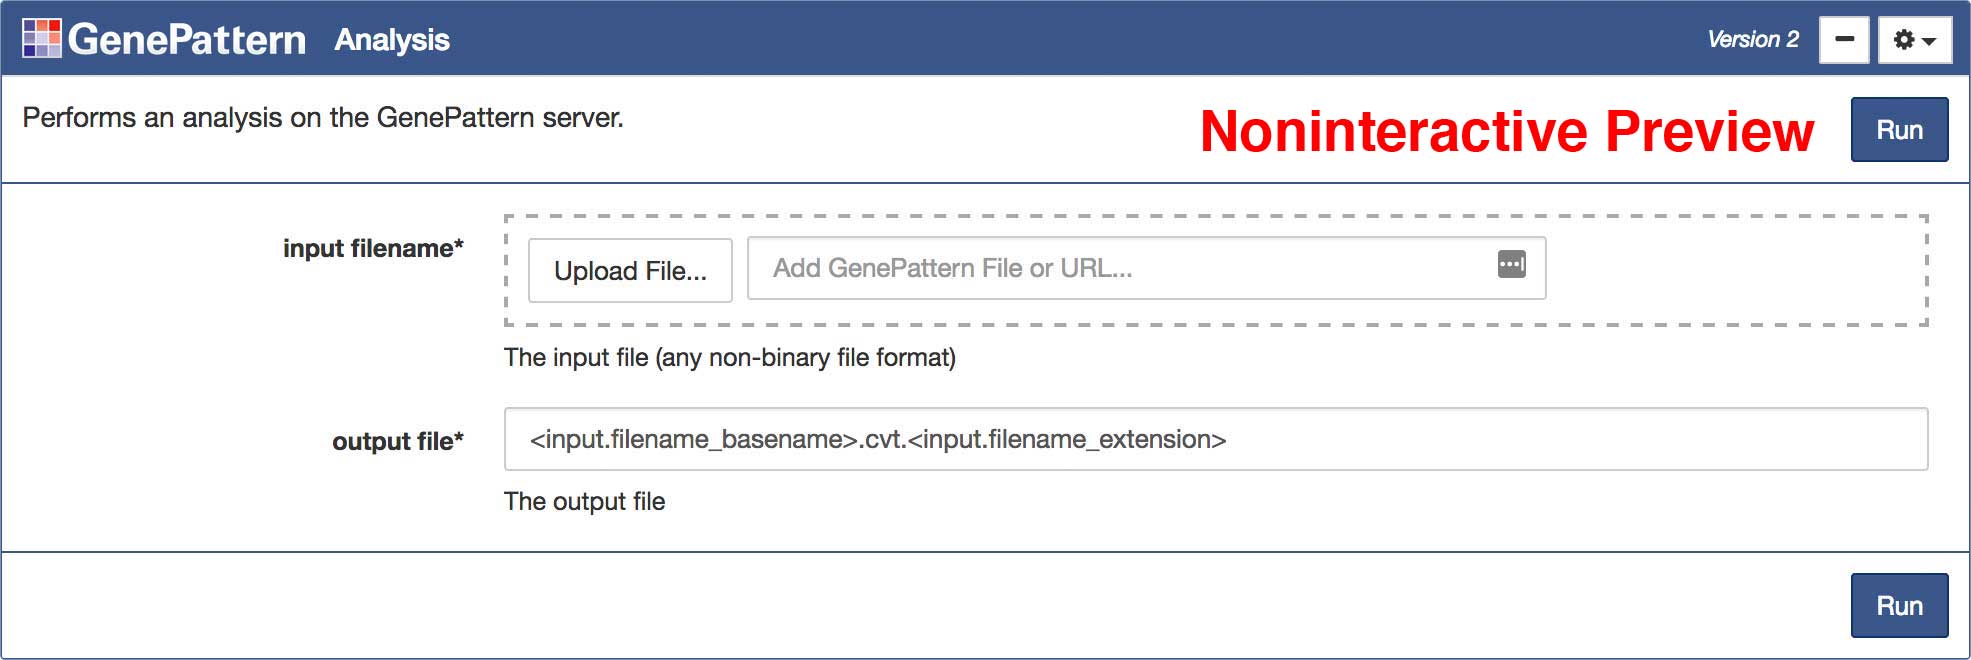 GenePattern Analysis Version 2
Performs an analysis on the GenePattern server.
Noninteractive Preview
Run
input filename*
Upload File...
Add GenePattern File or URL...
The input file (any non-binary file format)
output file*
<input.filename_basename>.cvt.<input.filename_extension>
The output file
Run